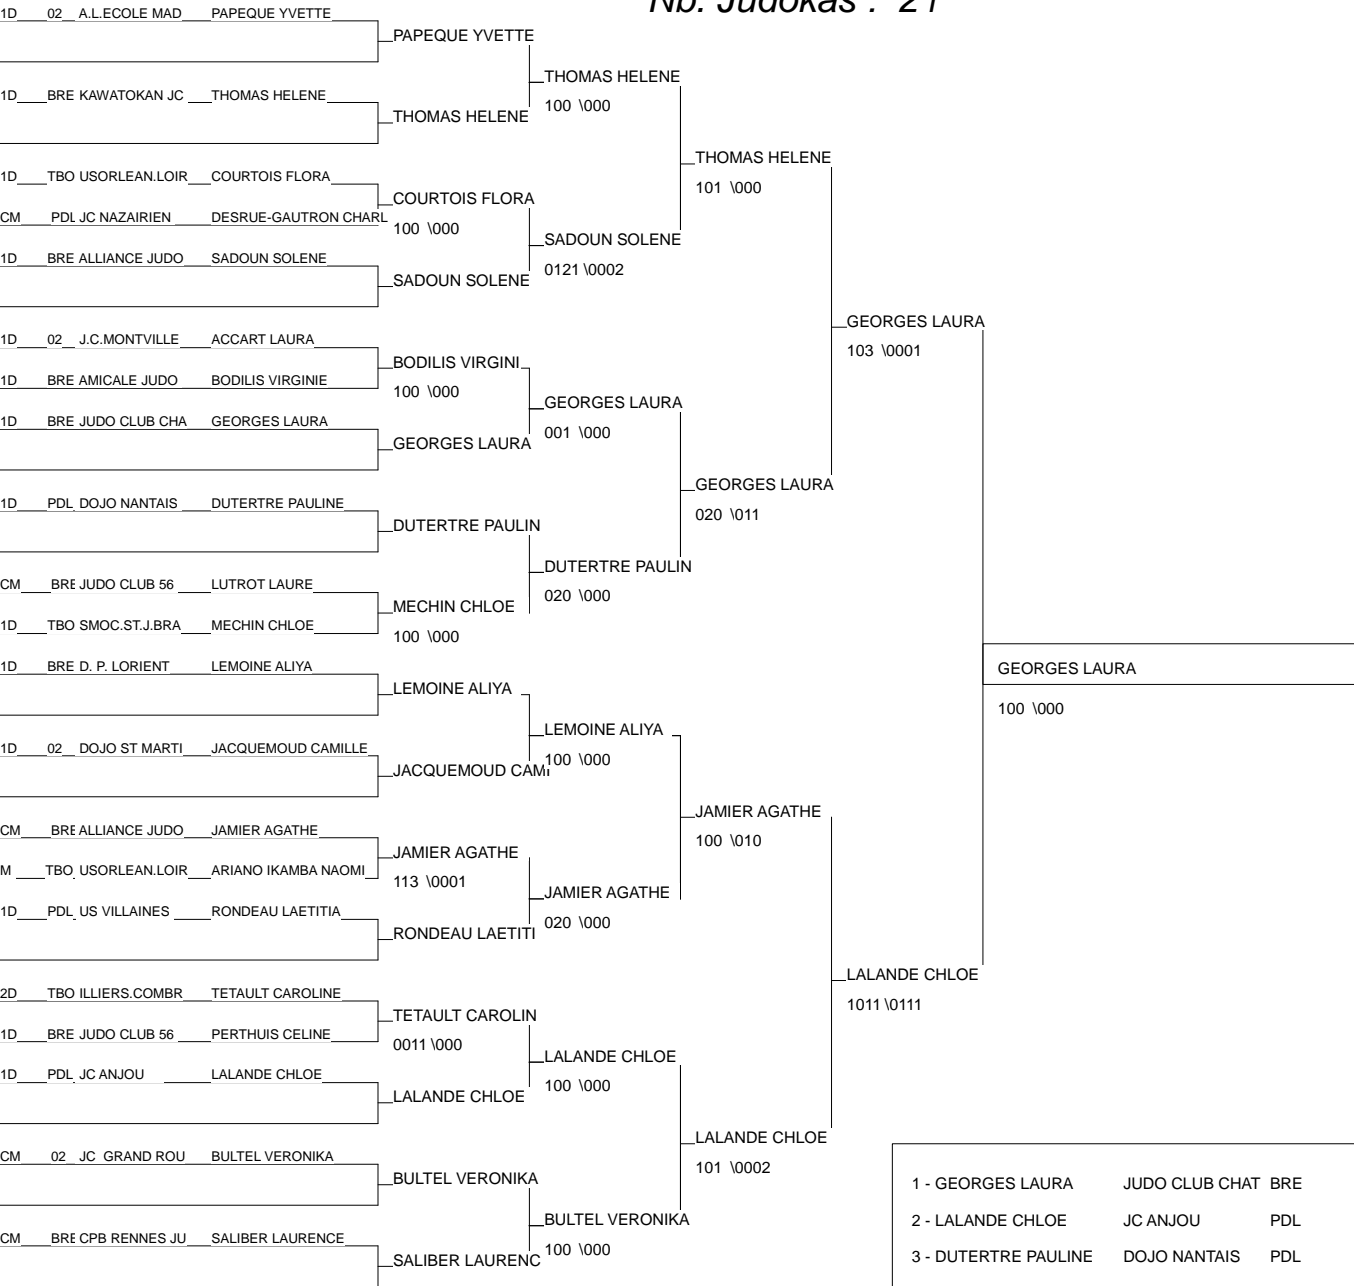 Nb. Judokas : 21
1D 02 A.L.ECOLE MAD PAPEQUE YVETTE
PAPEQUE YVETTE
THOMAS HELENE
100 \000
1D BRE KAWATOKAN JC THOMAS HELENE
THOMAS HELENE
THOMAS HELENE
101 \000
1D TBO USORLEAN.LOIR COURTOIS FLORA
COURTOIS FLORA
100 \000
CM PDL JC NAZAIRIEN DESRUE-GAUTRON CHARL
SADOUN SOLENE
0121 \0002
1D BRE ALLIANCE JUDO SADOUN SOLENE
SADOUN SOLENE
GEORGES LAURA
103 \0001
1D 02 J.C.MONTVILLE ACCART LAURA
BODILIS VIRGINI
100 \000
1D BRE AMICALE JUDO BODILIS VIRGINIE
GEORGES LAURA
001 \000
1D BRE JUDO CLUB CHA GEORGES LAURA
GEORGES LAURA
GEORGES LAURA
020 \011
1D PDL DOJO NANTAIS DUTERTRE PAULINE
DUTERTRE PAULIN
DUTERTRE PAULIN
020 \000
CM BRE JUDO CLUB 56 LUTROT LAURE
MECHIN CHLOE
100 \000
1D TBO SMOC.ST.J.BRA MECHIN CHLOE
1D BRE D. P. LORIENT LEMOINE ALIYA
GEORGES LAURA
100 \000
LEMOINE ALIYA
LEMOINE ALIYA
100 \000
1D 02 DOJO ST MARTI JACQUEMOUD CAMILLE
JACQUEMOUD CAMI
JAMIER AGATHE
100 \010
CM BRE ALLIANCE JUDO JAMIER AGATHE
JAMIER AGATHE
113 \0001
M TBO USORLEAN.LOIR ARIANO IKAMBA NAOMI
JAMIER AGATHE
020 \000
1D PDL US VILLAINES RONDEAU LAETITIA
RONDEAU LAETITI
LALANDE CHLOE
1011 \0111
2D TBO ILLIERS.COMBR TETAULT CAROLINE
TETAULT CAROLIN
0011 \000
1D BRE JUDO CLUB 56 PERTHUIS CELINE
LALANDE CHLOE
100 \000
1D PDL JC ANJOU LALANDE CHLOE
LALANDE CHLOE
LALANDE CHLOE
101 \0002
CM 02 JC GRAND ROU BULTEL VERONIKA
BULTEL VERONIKA
BULTEL VERONIKA
100 \000
CM BRE CPB RENNES JU SALIBER LAURENCE
SALIBER LAURENC
1 - GEORGES LAURA JUDO CLUB CHAT BRE
2 - LALANDE CHLOE JC ANJOU PDL
3 - DUTERTRE PAULINE DOJO NANTAIS PDL